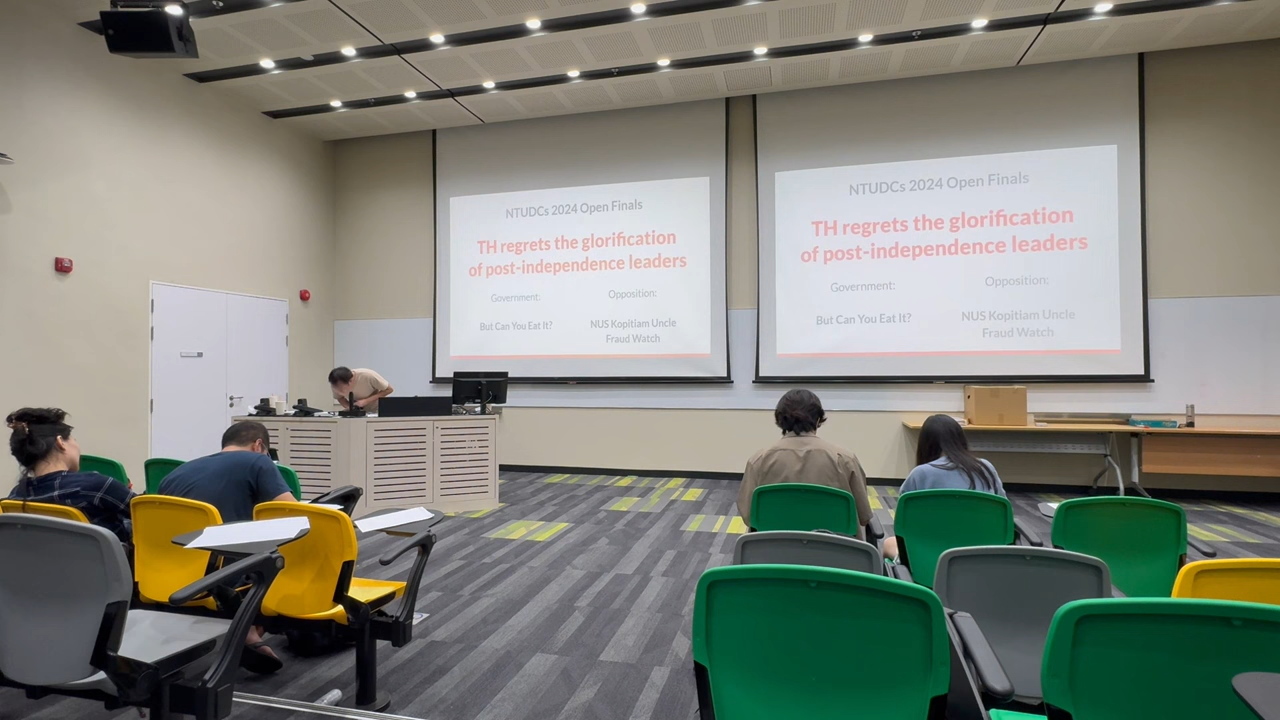 NTUDCs 2024 Open Finals
TH regrets the glorification
of post-independence leaders
Government:
Opposition:
But Can You Eat It?
NUS Kopitiam Uncle
Fraud Watch
NTUDCs 2024 Open Finals
TH regrets the glorification
of post-independence leaders
Government:
Opposition:
But Can You Eat It?
NUS Kopitiam Uncle
Fraud Watch